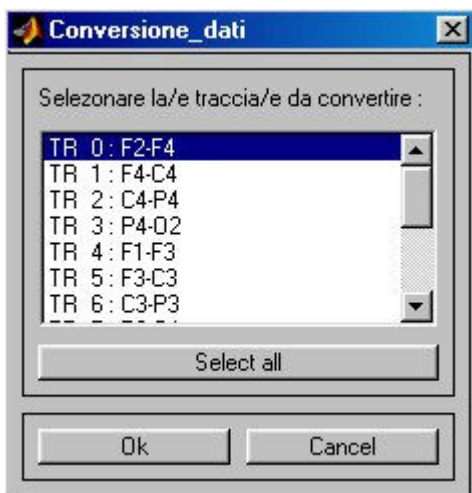 Conversione_dati
Selezonare la/e traccia/e da convertire :
TR 0 : F2-F4
TR 1 : F4-C4
TR 2 : C4-P4
TR 3 : P4-O2
TR 4 : F1-F3
TR 5 : F3-C3
TR 6 : C3-P3
Select all
Ok
Cancel